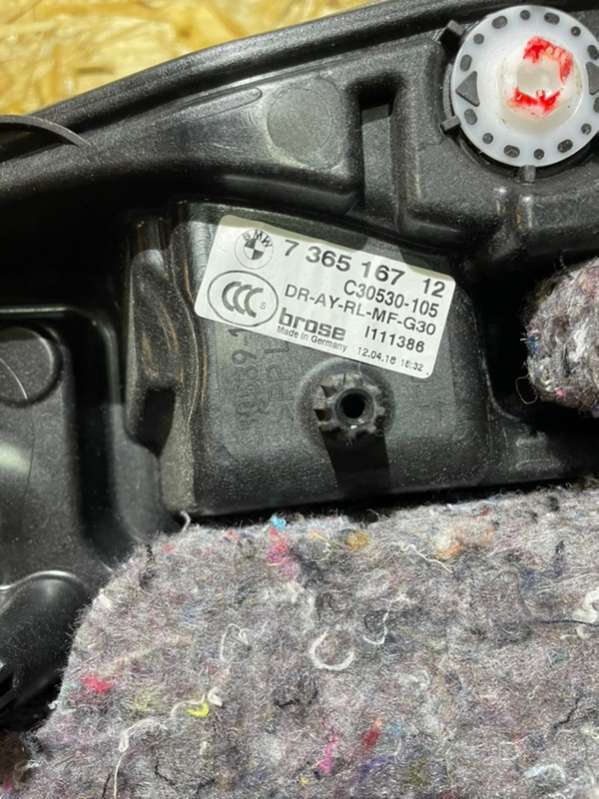 BMW
7 365 167 12
C30530-105
CCC S
DR-AY-RL-MF-G30
brose I111386
Made in Germany 12.04.18 16:32